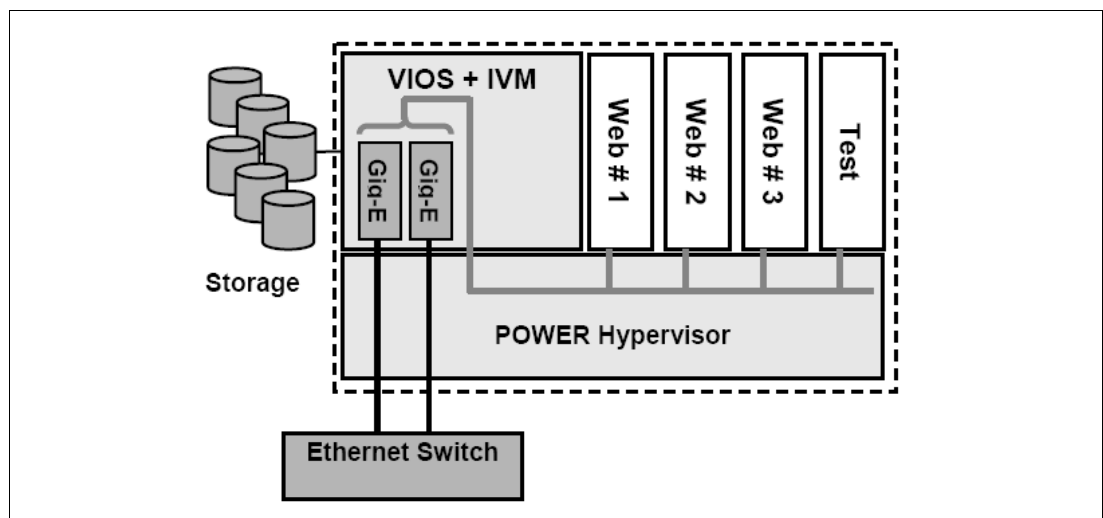 VIOS + IVM
Gig-E
Gig-E
Web # 1
Web # 2
Web # 3
Test
Storage
POWER Hypervisor
Ethernet Switch